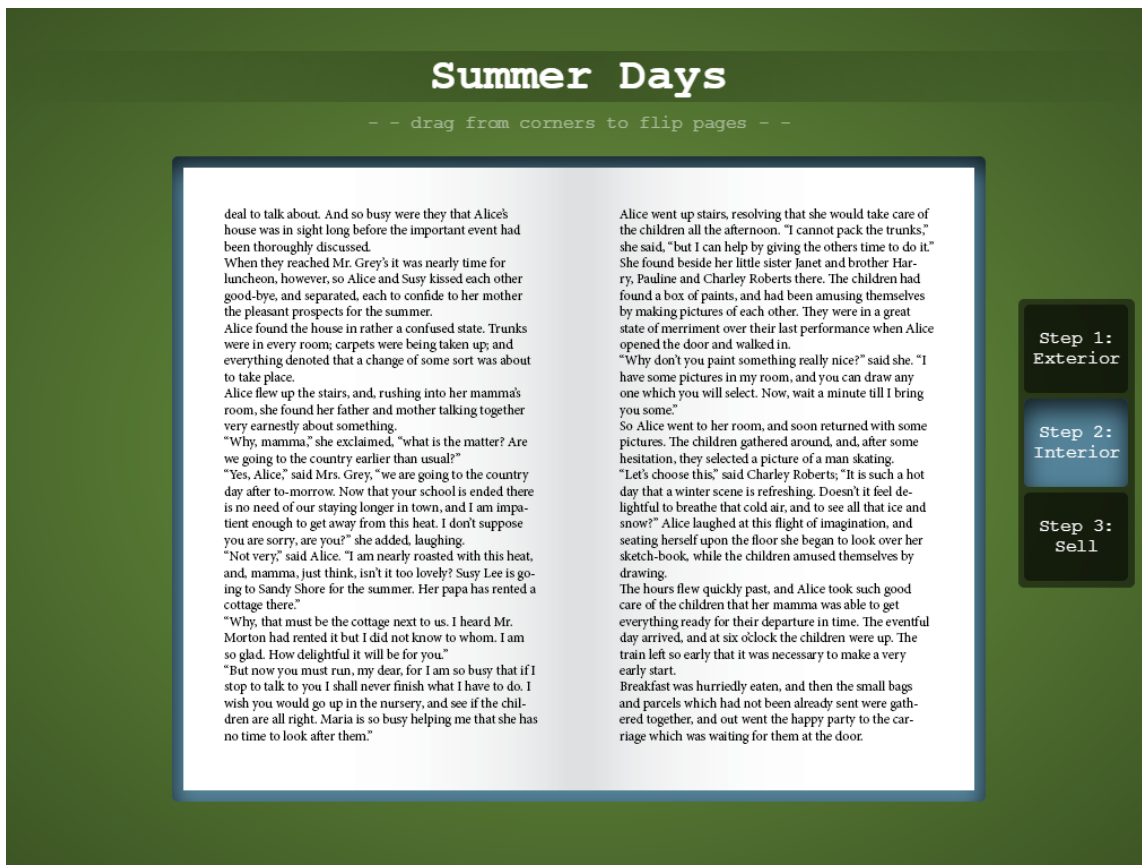 Summer Days
- - drag from corners to flip pages - -
deal to talk about. And so busy were they that Alice's
house was in sight long before the important event had
been thoroughly discussed.
When they reached Mr. Grey's it was nearly time for
luncheon, however, so Alice and Susy kissed each other
good-bye, and separated, each to confide to her mother
the pleasant prospects for the summer.
Alice found the house in rather a confused state. Trunks
were in every room; carpets were being taken up; and
everything denoted that a change of some sort was about
to take place.
Alice flew up the stairs, and, rushing into her mamma's
room, she found her father and mother talking together
very earnestly about something.
“Why, mamma,” she exclaimed, “what is the matter? Are
we going to the country earlier than usual?”
“Yes, Alice,” said Mrs. Grey, “we are going to the country
day after to-morrow. Now that your school is ended there
is no need of our staying longer in town, and I am impa-
tient enough to get away from this heat. I don't suppose
you are sorry, are you?” she added, laughing.
“Not very,” said Alice. “I am nearly roasted with this heat,
and, mamma, just think, isn't it too lovely? Susy Lee is go-
ing to Sandy Shore for the summer. Her papa has rented a
cottage there.”
“Why, that must be the cottage next to us. I heard Mr.
Morton had rented it but I did not know to whom. I am
so glad. How delightful it will be for you.”
“But now you must run, my dear, for I am so busy that if I
stop to talk to you I shall never finish what I have to do. I
wish you would go up in the nursery, and see if the chil-
dren are all right. Maria is so busy helping me that she has
no time to look after them.”
Alice went up stairs, resolving that she would take care of
the children all the afternoon. “I cannot pack the trunks,”
she said, “but I can help by giving the others time to do it.”
She found beside her little sister Janet and brother Har-
ry, Pauline and Charley Roberts there. The children had
found a box of paints, and had been amusing themselves
by making pictures of each other. They were in a great
state of merriment over their last performance when Alice
opened the door and walked in.
“Why don't you paint something really nice?” said she. “I
have some pictures in my room, and you can draw any
one which you will select. Now, wait a minute till I bring
you some.”
So Alice went to her room, and soon returned with some
pictures. The children gathered around, and, after some
hesitation, they selected a picture of a man skating.
“Let's choose this,” said Charley Roberts; “It is such a hot
day that a winter scene is refreshing. Doesn't it feel de-
lightful to breathe that cold air, and to see all that ice and
snow?” Alice laughed at this flight of imagination, and
seating herself upon the floor she began to look over her
sketch-book, while the children amused themselves by
drawing.
The hours flew quickly past, and Alice took such good
care of the children that her mamma was able to get
everything ready for their departure in time. The eventful
day arrived, and at six o'clock the children were up. The
train left so early that it was necessary to make a very
early start.
Breakfast was hurriedly eaten, and then the small bags
and parcels which had not been already sent were gath-
ered together, and out went the happy party to the car-
riage which was waiting for them at the door.
Step 1:
Exterior
Step 2:
Interior
Step 3:
Sell